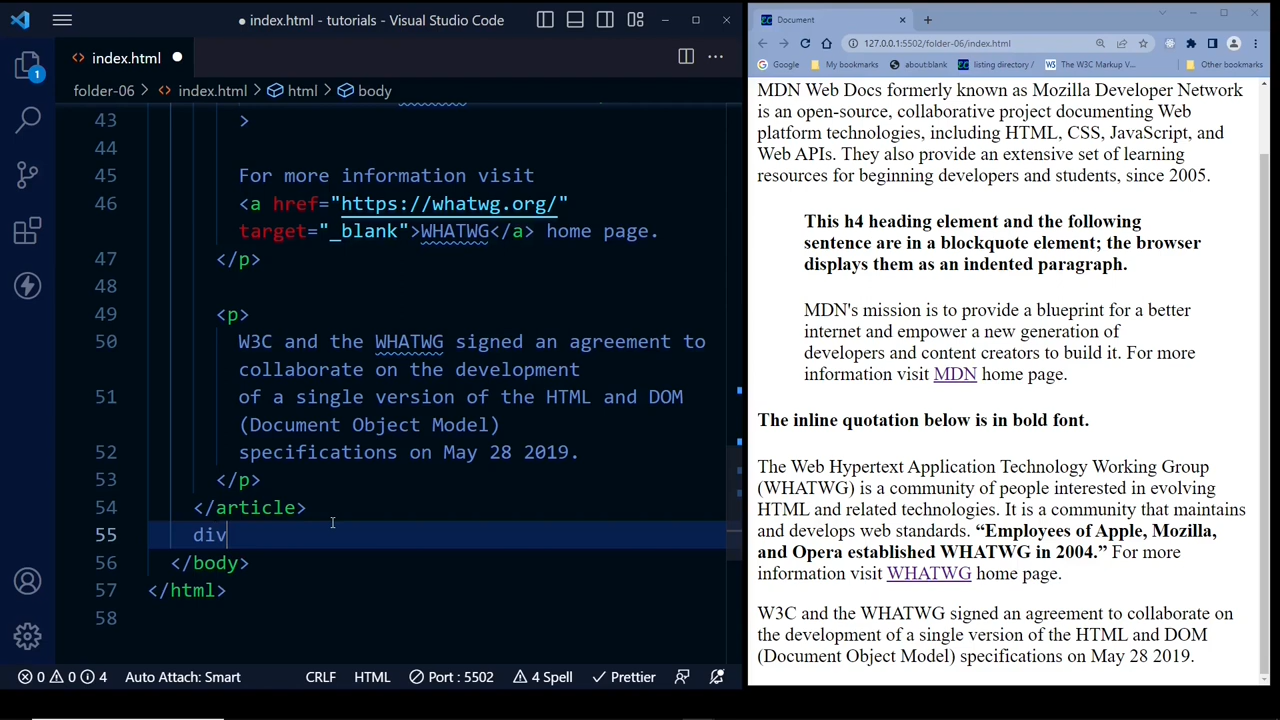 ● index.html - tutorials - Visual Studio Code
index.html ●
folder-06 > index.html > html > body
1
43 >
44
45 For more information visit
46 <a href="https://whatwg.org/"
target="_blank">WHATWG</a> home page.
47 </p>
48
49 <p>
50 W3C and the WHATWG signed an agreement to
collaborate on the development
51 of a single version of the HTML and DOM
(Document Object Model)
52 specifications on May 28 2019.
53 </p>
54 </article>
55 div
56 </body>
57 </html>
58
0 0 4 Auto Attach: Smart CRLF HTML Port : 5502 4 Spell Prettier
Document
127.0.0.1:5502/folder-06/index.html
Google My bookmarks about:blank listing directory / The W3C Markup V... Other bookmarks
MDN Web Docs formerly known as Mozilla Developer Network
is an open-source, collaborative project documenting Web
platform technologies, including HTML, CSS, JavaScript, and
Web APIs. They also provide an extensive set of learning
resources for beginning developers and students, since 2005.
This h4 heading element and the following
sentence are in a blockquote element; the browser
displays them as an indented paragraph.
MDN's mission is to provide a blueprint for a better
internet and empower a new generation of
developers and content creators to build it. For more
information visit MDN home page.
The inline quotation below is in bold font.
The Web Hypertext Application Technology Working Group
(WHATWG) is a community of people interested in evolving
HTML and related technologies. It is a community that maintains
and develops web standards. “Employees of Apple, Mozilla,
and Opera established WHATWG in 2004.” For more
information visit WHATWG home page.
W3C and the WHATWG signed an agreement to collaborate on
the development of a single version of the HTML and DOM
(Document Object Model) specifications on May 28 2019.